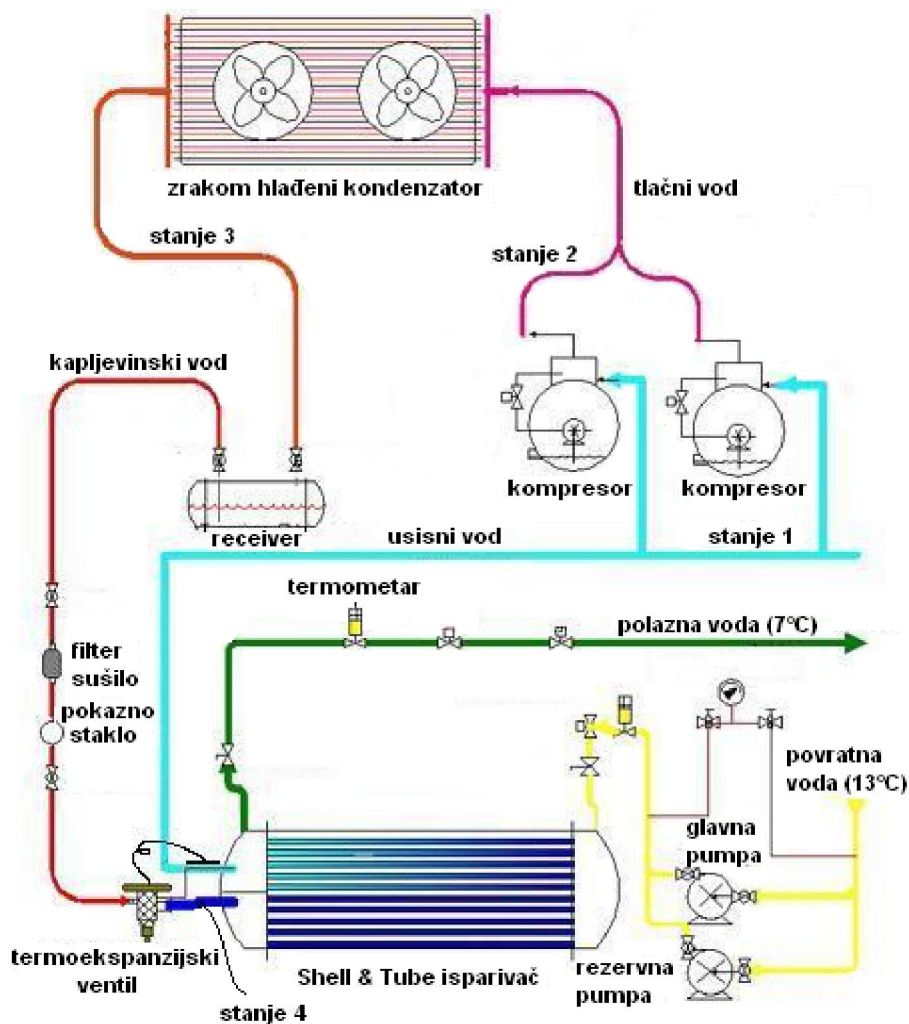 zrakom hlađeni kondenzator
tlačni vod
stanje 3
stanje 2
kapljevinski vod
kompresor
kompresor
receiver
usisni vod
stanje 1
termometar
polazna voda (7°C)
filter
sušilo
pokazno
staklo
povratna
voda (13°C)
glavna
pumpa
termoekspanzijski
ventil
Shell & Tube isparivač
rezervna
pumpa
stanje 4